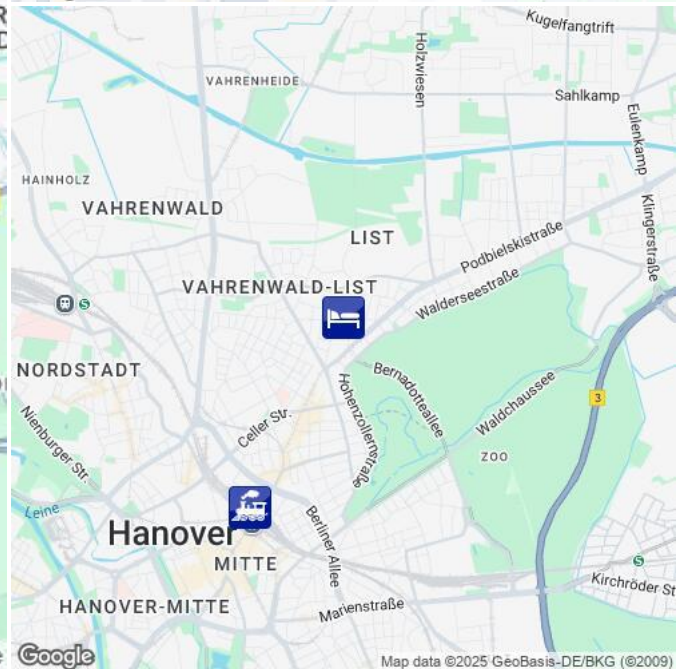 Kugelfangtrift
Holzwiesen
VAHRENHEIDE
Sahlkamp
Eulenkamp
HAINHOLZ
VAHRENWALD
Klingerstraße
LIST
Podbielskistraße
VAHRENWALD-LIST
Walderseestraße
S
NORDSTADT
Bernadotteallee
Hohenzollernstraße
Waldchaussee
3
Nienburger Str.
Celler Str.
ZOO
Leine
Hanover
Berliner Allee
MITTE
S
Kirchröder St
HANOVER-MITTE
Marienstraße
Google
Map data ©2025 GeoBasis-DE/BKG (©2009)